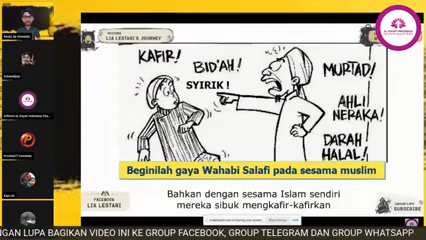 LIA LESTARI'S JOURNEY
KAFIR!
BID'AH!
SYIRIK!
MURTAD!
AHLI
NERAKA!
DARAH
HALAL!
Beginilah gaya Wahabi Salafi pada sesama muslim
FACEBOOK
LIA LESTARI
Bahkan dengan sesama Islam sendiri
mereka sibuk mengkafir-kafirkan
SUBSCRIBE
NGAN LUPA BAGIKAN VIDEO INI KE GROUP FACEBOOK, GROUP TELEGRAM DAN GROUP WHATSAPP